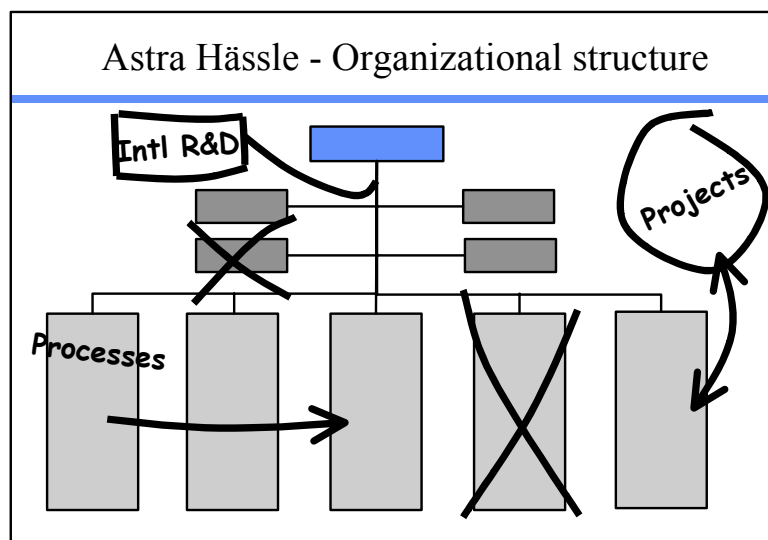 Astra Hässle - Organizational structure
Intl R&D
Projects
Processes